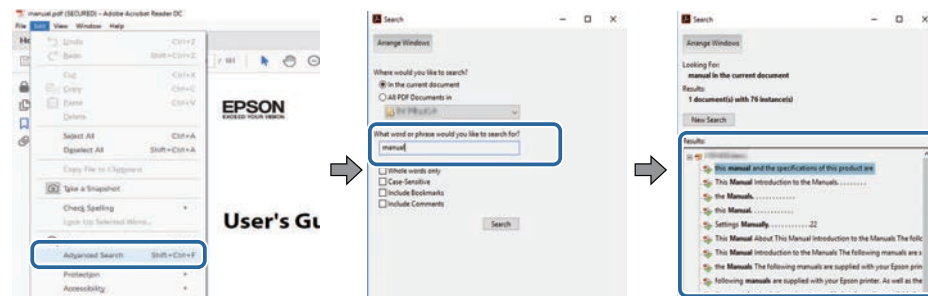 manual.pdf (SECURED) - Adobe Acrobat Reader DC
File Edit View Window Help
Undo Ctrl+Z
Redo Shift+Ctrl+Z
Cut Ctrl+X
Copy Ctrl+C
Paste Ctrl+V
Delete
Select All Ctrl+A
Deselect All Shift+Ctrl+A
Copy File to Clipboard
Take a Snapshot
Check Spelling
Look Up Selected Word...
Advanced Search Shift+Ctrl+F
Protection
Accessibility
/ 161
EPSON
EXCEED YOUR VISION
User's Gu
Search
Arrange Windows
Where would you like to search?
In the current document
All PDF Documents in
What word or phrase would you like to search for?
manual
Whole words only
Case-Sensitive
Include Bookmarks
Include Comments
Search
Search
Arrange Windows
Looking For:
manual in the current document
Results:
1 document(s) with 76 instance(s)
New Search
Results:
this manual and the specifications of this product are
This Manual Introduction to the Manuals. . . . . . . . .
the Manuals. . . . . . . . . . . . .
this Manual. . . . . . . . . . . . .
Settings Manually. . . . . . . . . . . . .22
This Manual About This Manual Introduction to the Manuals The follc
This Manual Introduction to the Manuals The following manuals are s
the Manuals The following manuals are supplied with your Epson prin
following manuals are supplied with your Epson printer. As well as the